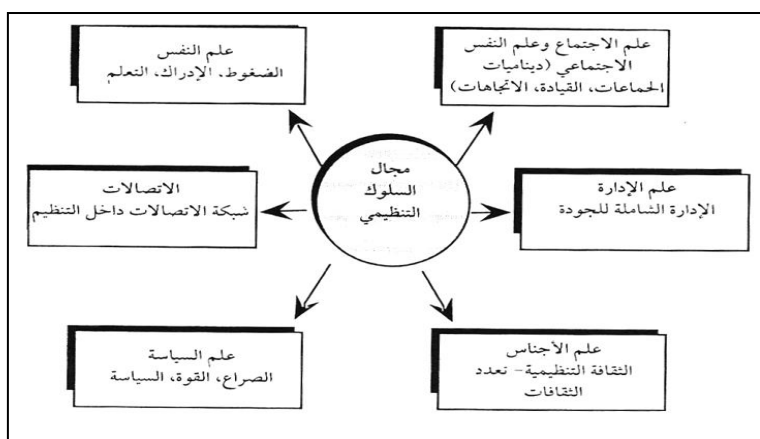 علم الاجتماع وعلم النفس
الاجتماعي (ديناميات
الجماعات، القيادة، الاتجاهات)
علم النفس
الضغوط، الإدراك، التعلم
مجال
السلوك
التنظيمي
علم الإدارة
الإدارة الشاملة للجودة
الاتصالات
شبكة الاتصالات داخل التنظيم
علم الأجناس
الثقافة التنظيمية - تعدد
الثقافات
علم السياسة
الصراع، القوة، السياسة